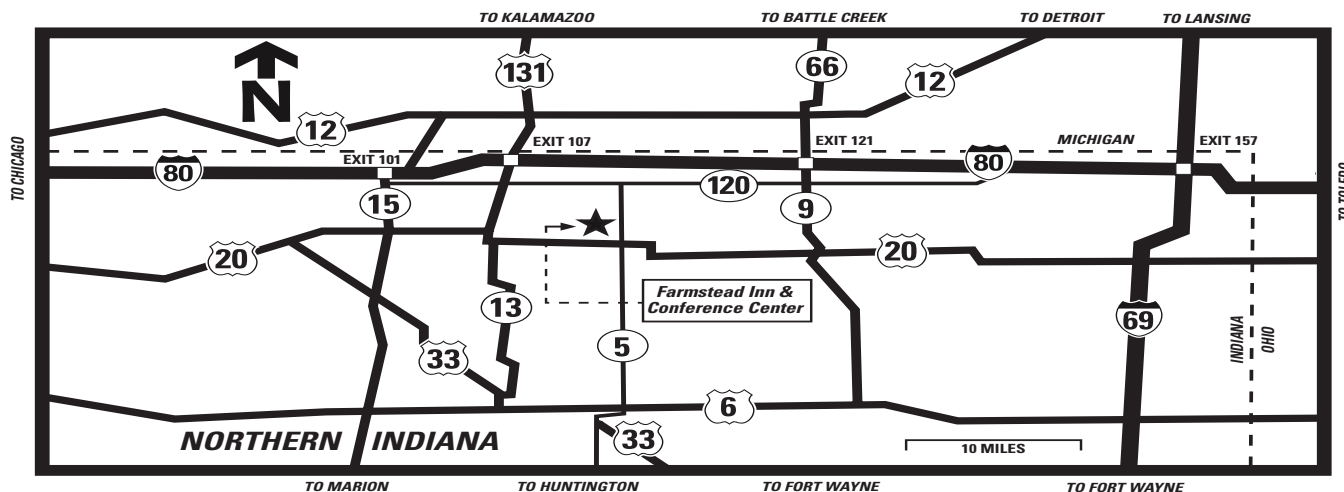 TO KALAMAZOO
TO BATTLE CREEK
TO DETROIT
TO LANSING
131
66
12
N
12
EXIT 107
EXIT 121
MICHIGAN
EXIT 157
TO CHICAGO
EXIT 101
80
80
120
15
9
TO TOLEDO
20
20
Farmstead Inn &
Conference Center
13
69
INDIANA
OHIO
5
33
6
NORTHERN INDIANA
33
10 MILES
TO MARION
TO HUNTINGTON
TO FORT WAYNE
TO FORT WAYNE